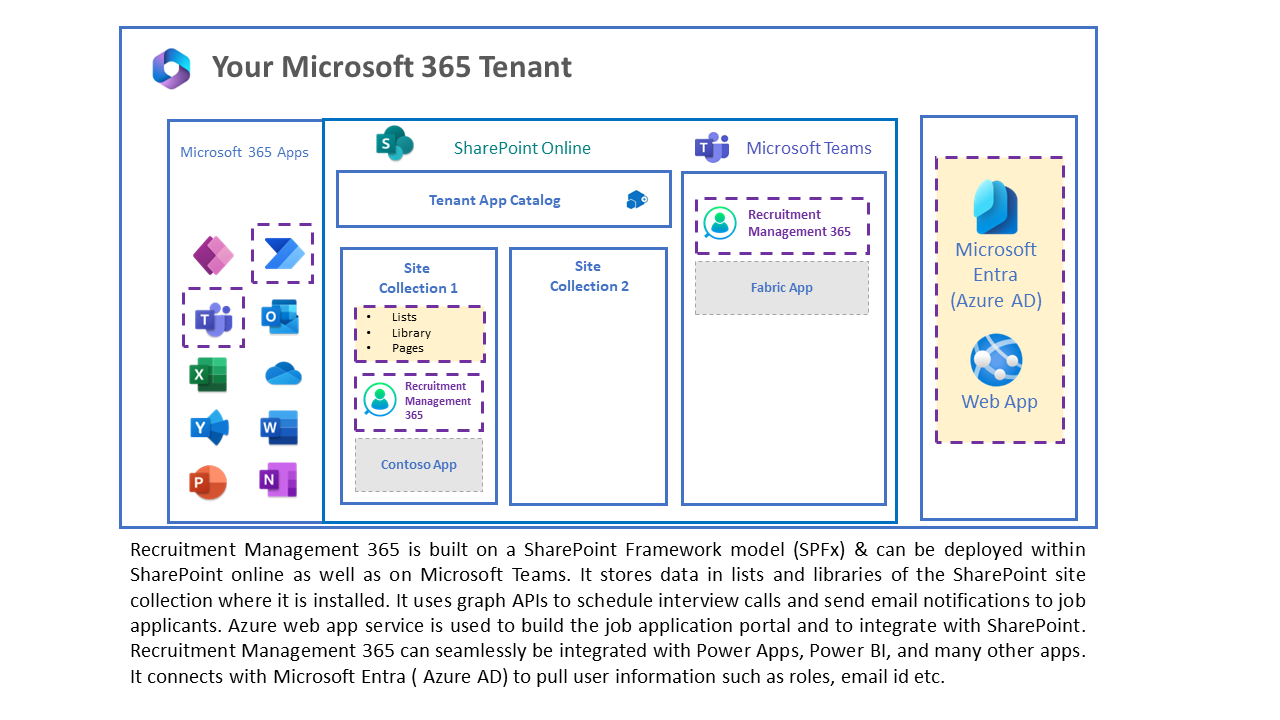 Your Microsoft 365 Tenant
Microsoft 365 Apps
SharePoint Online
Microsoft Teams
Tenant App Catalog
Site
Collection 1
• Lists
• Library
• Pages
Recruitment
Management
365
Contoso App
Site
Collection 2
Recruitment
Management 365
Fabric App
Microsoft
Entra
(Azure AD)
Web App
S
T
T
O
X
Y
W
P
N
Recruitment Management 365 is built on a SharePoint Framework model (SPFx) & can be deployed within
SharePoint online as well as on Microsoft Teams. It stores data in lists and libraries of the SharePoint site
collection where it is installed. It uses graph APIs to schedule interview calls and send email notifications to job
applicants. Azure web app service is used to build the job application portal and to integrate with SharePoint.
Recruitment Management 365 can seamlessly be integrated with Power Apps, Power BI, and many other apps.
It connects with Microsoft Entra ( Azure AD) to pull user information such as roles, email id etc.